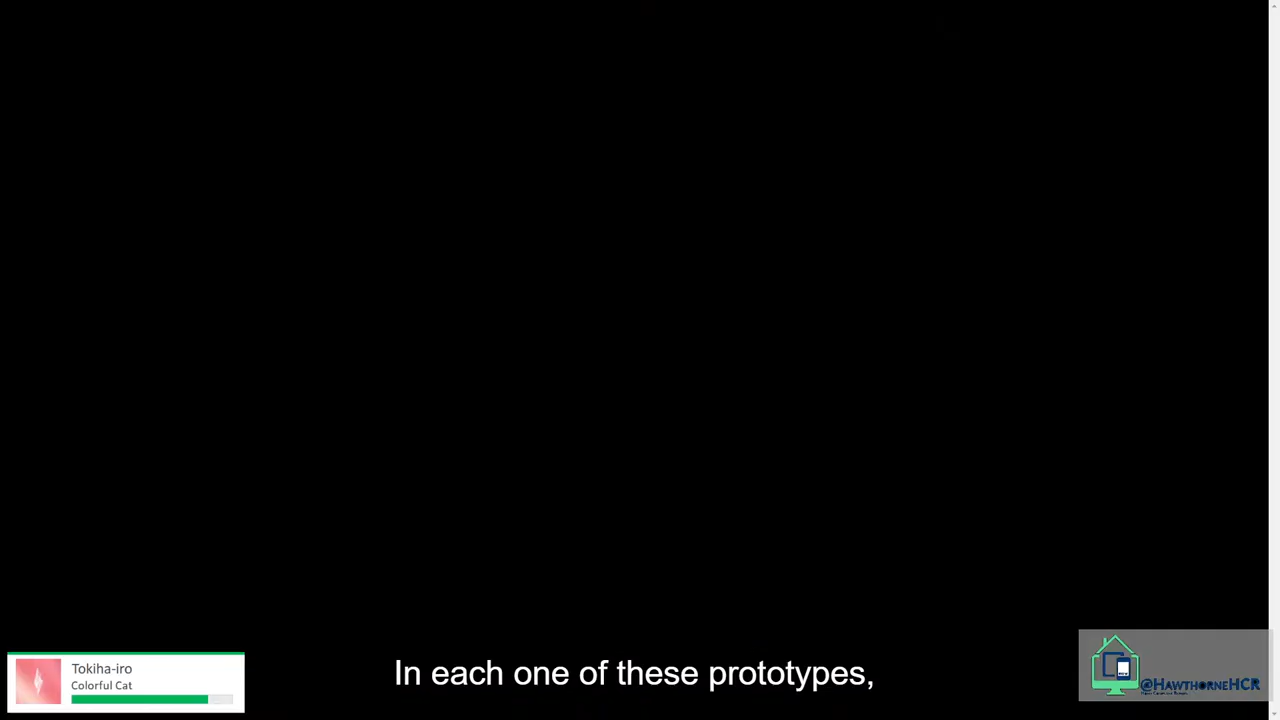 Tokiha-iro
Colorful Cat
In each one of these prototypes,
@HawthorneHCR